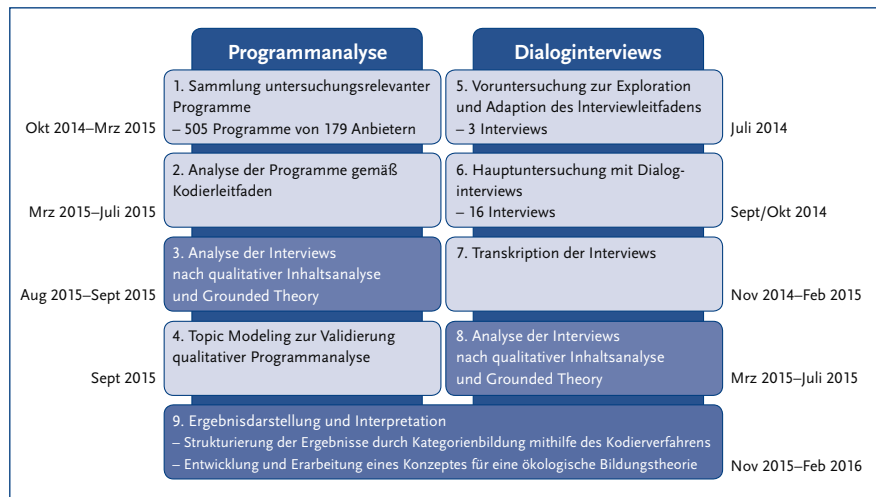 Programmanalyse
Dialoginterviews
Okt 2014–Mrz 2015
1. Sammlung untersuchungsrelevanter
Programme
– 505 Programme von 179 Anbietern
5. Voruntersuchung zur Exploration
und Adaption des Interviewleitfadens
– 3 Interviews
Juli 2014
Mrz 2015–Juli 2015
2. Analyse der Programme gemäß
Kodierleitfaden
6. Hauptuntersuchung mit Dialog-
interviews
– 16 Interviews
Sept/Okt 2014
Aug 2015–Sept 2015
3. Analyse der Interviews
nach qualitativer Inhaltsanalyse
und Grounded Theory
7. Transkription der Interviews
Nov 2014–Feb 2015
Sept 2015
4. Topic Modeling zur Validierung
qualitativer Programmanalyse
8. Analyse der Interviews
nach qualitativer Inhaltsanalyse
und Grounded Theory
Mrz 2015–Juli 2015
9. Ergebnisdarstellung und Interpretation
– Strukturierung der Ergebnisse durch Kategorienbildung mithilfe des Kodierverfahrens
– Entwicklung und Erarbeitung eines Konzeptes für eine ökologische Bildungstheorie
Nov 2015–Feb 2016